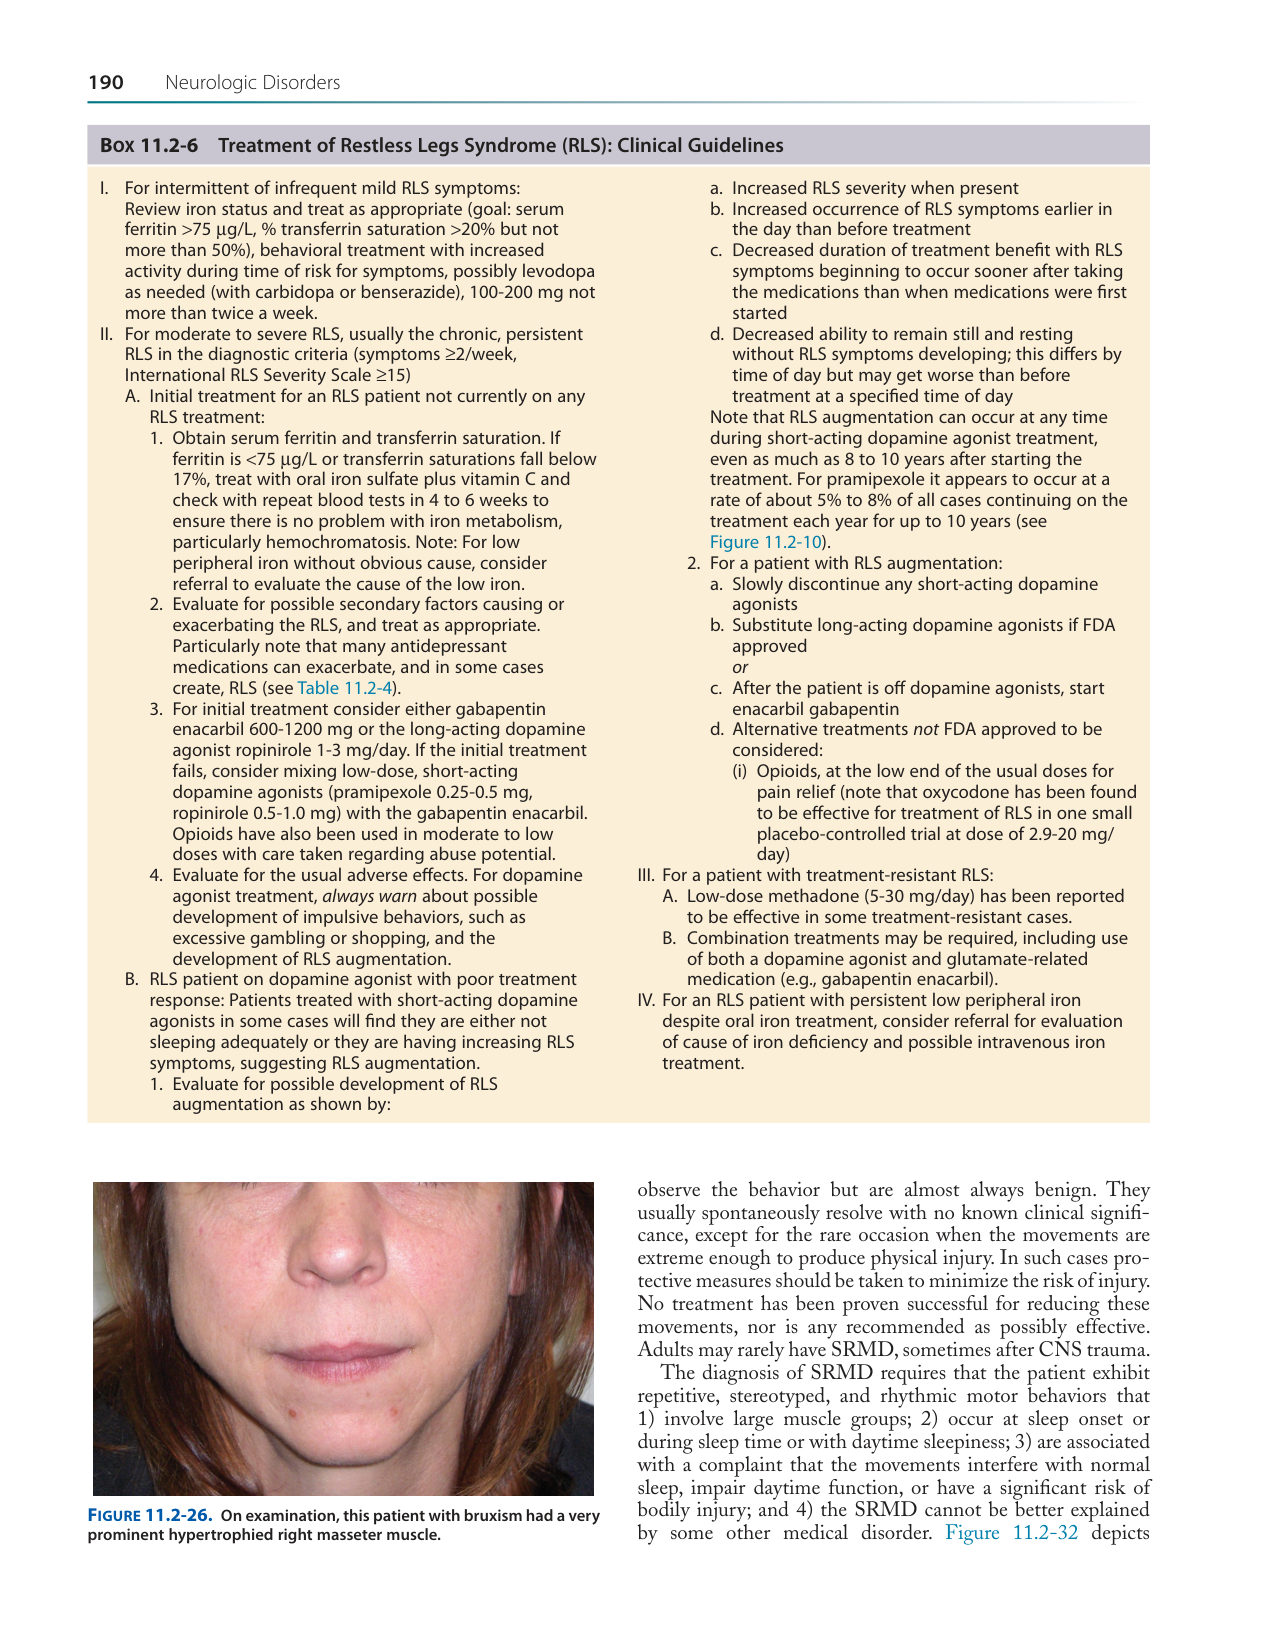 190 Neurologic Disorders
BOX 11.2-6 Treatment of Restless Legs Syndrome (RLS): Clinical Guidelines
I. For intermittent of infrequent mild RLS symptoms:
Review iron status and treat as appropriate (goal: serum
ferritin >75 μg/L, % transferrin saturation >20% but not
more than 50%), behavioral treatment with increased
activity during time of risk for symptoms, possibly levodopa
as needed (with carbidopa or benserazide), 100-200 mg not
more than twice a week.
II. For moderate to severe RLS, usually the chronic, persistent
RLS in the diagnostic criteria (symptoms ≥2/week,
International RLS Severity Scale ≥15)
A. Initial treatment for an RLS patient not currently on any
RLS treatment:
1. Obtain serum ferritin and transferrin saturation. If
ferritin is <75 μg/L or transferrin saturations fall below
17%, treat with oral iron sulfate plus vitamin C and
check with repeat blood tests in 4 to 6 weeks to
ensure there is no problem with iron metabolism,
particularly hemochromatosis. Note: For low
peripheral iron without obvious cause, consider
referral to evaluate the cause of the low iron.
2. Evaluate for possible secondary factors causing or
exacerbating the RLS, and treat as appropriate.
Particularly note that many antidepressant
medications can exacerbate, and in some cases
create, RLS (see Table 11.2-4).
3. For initial treatment consider either gabapentin
enacarbil 600-1200 mg or the long-acting dopamine
agonist ropinirole 1-3 mg/day. If the initial treatment
fails, consider mixing low-dose, short-acting
dopamine agonists (pramipexole 0.25-0.5 mg,
ropinirole 0.5-1.0 mg) with the gabapentin enacarbil.
Opioids have also been used in moderate to low
doses with care taken regarding abuse potential.
4. Evaluate for the usual adverse effects. For dopamine
agonist treatment, always warn about possible
development of impulsive behaviors, such as
excessive gambling or shopping, and the
development of RLS augmentation.
B. RLS patient on dopamine agonist with poor treatment
response: Patients treated with short-acting dopamine
agonists in some cases will find they are either not
sleeping adequately or they are having increasing RLS
symptoms, suggesting RLS augmentation.
1. Evaluate for possible development of RLS
augmentation as shown by:
a. Increased RLS severity when present
b. Increased occurrence of RLS symptoms earlier in
the day than before treatment
c. Decreased duration of treatment benefit with RLS
symptoms beginning to occur sooner after taking
the medications than when medications were first
started
d. Decreased ability to remain still and resting
without RLS symptoms developing; this differs by
time of day but may get worse than before
treatment at a specified time of day
Note that RLS augmentation can occur at any time
during short-acting dopamine agonist treatment,
even as much as 8 to 10 years after starting the
treatment. For pramipexole it appears to occur at a
rate of about 5% to 8% of all cases continuing on the
treatment each year for up to 10 years (see
Figure 11.2-10).
2. For a patient with RLS augmentation:
a. Slowly discontinue any short-acting dopamine
agonists
b. Substitute long-acting dopamine agonists if FDA
approved
or
c. After the patient is off dopamine agonists, start
enacarbil gabapentin
d. Alternative treatments not FDA approved to be
considered:
(i) Opioids, at the low end of the usual doses for
pain relief (note that oxycodone has been found
to be effective for treatment of RLS in one small
placebo-controlled trial at dose of 2.9-20 mg/
day)
III. For a patient with treatment-resistant RLS:
A. Low-dose methadone (5-30 mg/day) has been reported
to be effective in some treatment-resistant cases.
B. Combination treatments may be required, including use
of both a dopamine agonist and glutamate-related
medication (e.g., gabapentin enacarbil).
IV. For an RLS patient with persistent low peripheral iron
despite oral iron treatment, consider referral for evaluation
of cause of iron deficiency and possible intravenous iron
treatment.
FIGURE 11.2-26. On examination, this patient with bruxism had a very
prominent hypertrophied right masseter muscle.
observe the behavior but are almost always benign. They
usually spontaneously resolve with no known clinical signifi-
cance, except for the rare occasion when the movements are
extreme enough to produce physical injury. In such cases pro-
tective measures should be taken to minimize the risk of injury.
No treatment has been proven successful for reducing these
movements, nor is any recommended as possibly effective.
Adults may rarely have SRMD, sometimes after CNS trauma.
The diagnosis of SRMD requires that the patient exhibit
repetitive, stereotyped, and rhythmic motor behaviors that
1) involve large muscle groups; 2) occur at sleep onset or
during sleep time or with daytime sleepiness; 3) are associated
with a complaint that the movements interfere with normal
sleep, impair daytime function, or have a significant risk of
bodily injury; and 4) the SRMD cannot be better explained
by some other medical disorder. Figure 11.2-32 depicts